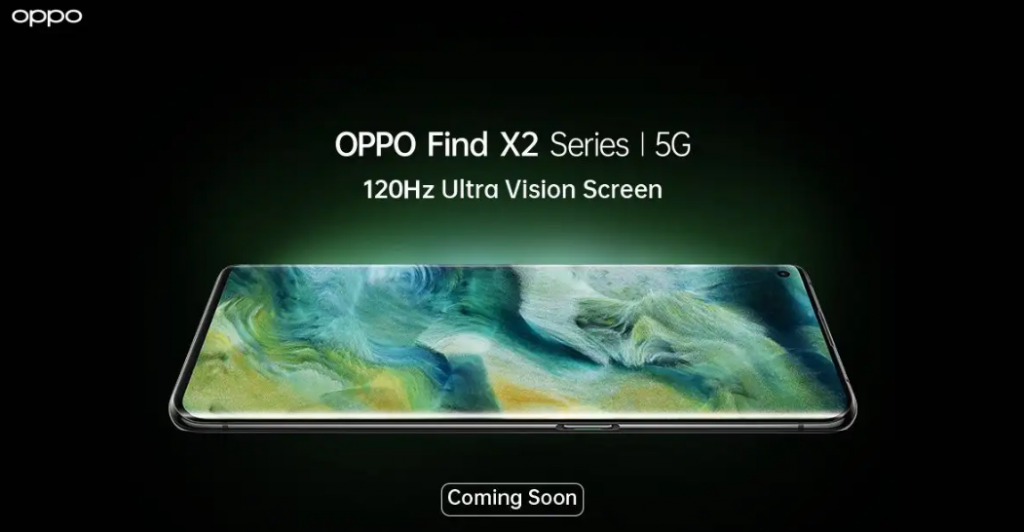 oppo
OPPO Find X2 Series | 5G
120Hz Ultra Vision Screen
Coming Soon